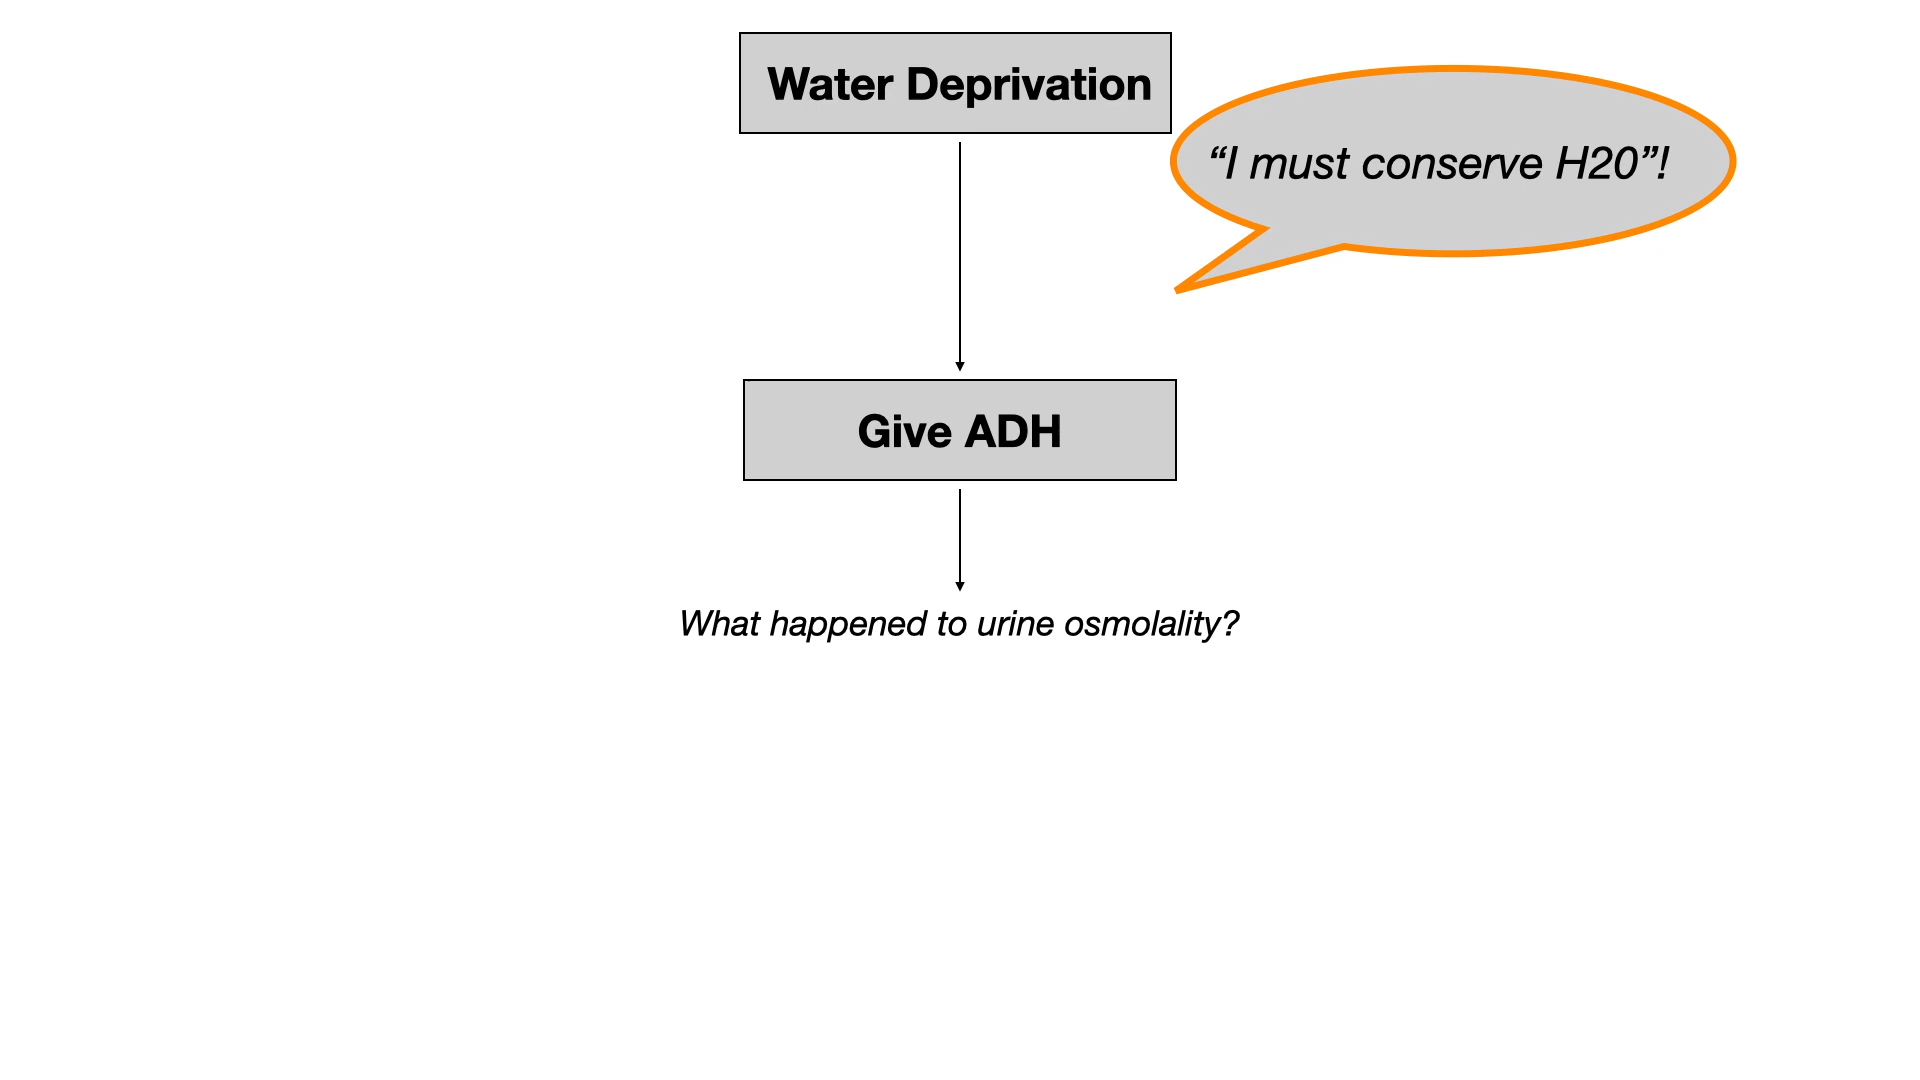 Water Deprivation
“I must conserve H20”!
Give ADH
What happened to urine osmolality?